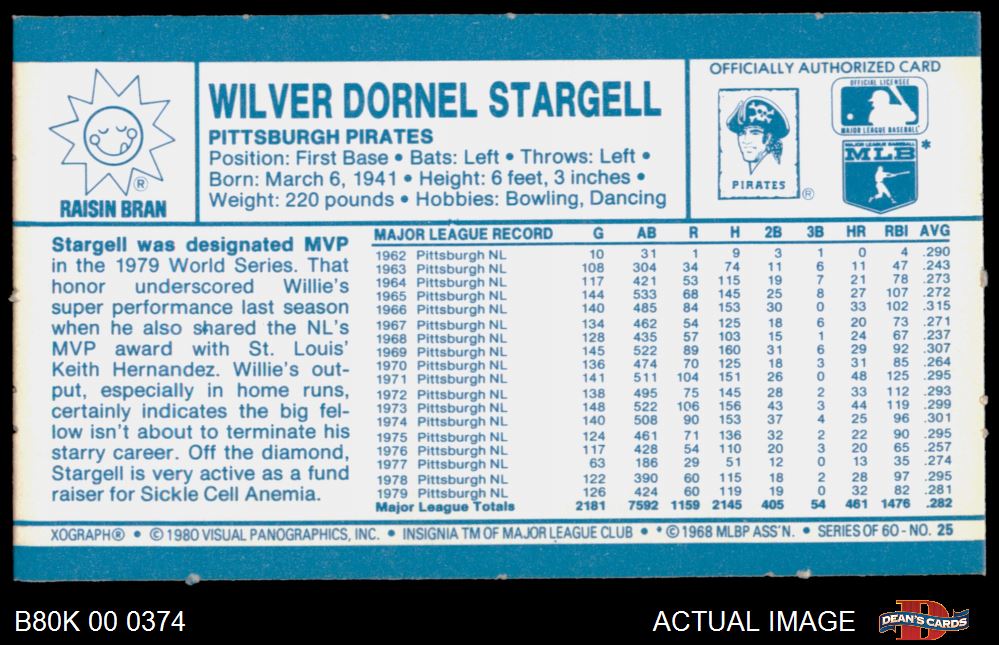 RAISIN BRAN
®
WILVER DORNEL STARGELL
PITTSBURGH PIRATES
Position: First Base • Bats: Left • Throws: Left •
Born: March 6, 1941 • Height: 6 feet, 3 inches •
Weight: 220 pounds • Hobbies: Bowling, Dancing
OFFICIALLY AUTHORIZED CARD
PIRATES
®
OFFICIAL LICENSEE
MAJOR LEAGUE BASEBALL
MAJOR LEAGUE BASEBALL
MLB *
Stargell was designated MVP
in the 1979 World Series. That
honor underscored Willie's
super performance last season
when he also shared the NL's
MVP award with St. Louis'
Keith Hernandez. Willie's out-
put, especially in home runs,
certainly indicates the big fel-
low isn't about to terminate his
starry career. Off the diamond,
Stargell is very active as a fund
raiser for Sickle Cell Anemia.
MAJOR LEAGUE RECORD G AB R H 2B 3B HR RBI AVG
1962 Pittsburgh NL 10 31 1 9 3 1 0 4 .290
1963 Pittsburgh NL 108 304 34 74 11 6 11 47 .243
1964 Pittsburgh NL 117 421 53 115 19 7 21 78 .273
1965 Pittsburgh NL 144 533 68 145 25 8 27 107 .272
1966 Pittsburgh NL 140 485 84 153 30 0 33 102 .315
1967 Pittsburgh NL 134 462 54 125 18 6 20 73 .271
1968 Pittsburgh NL 128 435 57 103 15 1 24 67 .237
1969 Pittsburgh NL 145 522 89 160 31 6 29 92 .307
1970 Pittsburgh NL 136 474 70 125 18 3 31 85 .264
1971 Pittsburgh NL 141 511 104 151 26 0 48 125 .295
1972 Pittsburgh NL 138 495 75 145 28 2 33 112 .293
1973 Pittsburgh NL 148 522 106 156 43 3 44 119 .299
1974 Pittsburgh NL 140 508 90 153 37 4 25 96 .301
1975 Pittsburgh NL 124 461 71 136 32 2 22 90 .295
1976 Pittsburgh NL 117 428 54 110 20 3 20 65 .257
1977 Pittsburgh NL 63 186 29 51 12 0 13 35 .274
1978 Pittsburgh NL 122 390 60 115 18 2 28 97 .295
1979 Pittsburgh NL 126 424 60 119 19 0 32 82 .281
Major League Totals 2181 7592 1159 2145 405 54 461 1476 .282
XOGRAPH® • © 1980 VISUAL PANOGRAPHICS, INC. • INSIGNIA TM OF MAJOR LEAGUE CLUB • * © 1968 MLBP ASS'N. • SERIES OF 60 - NO. 25
B80K 00 0374
ACTUAL IMAGE
DEAN'S CARDS